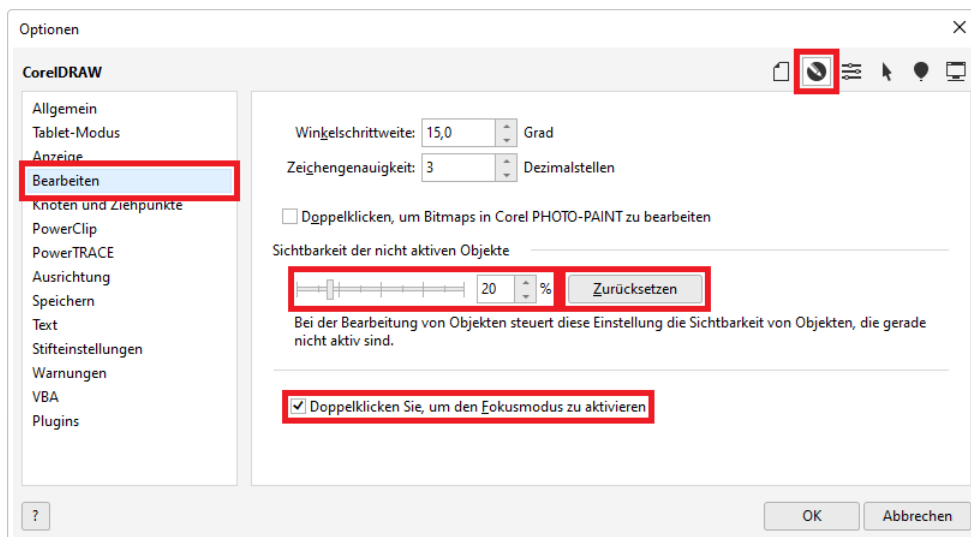 Optionen
CorelDRAW
Allgemein
Tablet-Modus
Anzeige
Bearbeiten
Knoten und Ziehpunkte
PowerClip
PowerTRACE
Ausrichtung
Speichern
Text
Stifteinstellungen
Warnungen
VBA
Plugins
Winkelschrittweite: 15,0 Grad
Zeichengenauigkeit: 3 Dezimalstellen
Doppelklicken, um Bitmaps in Corel PHOTO-PAINT zu bearbeiten
Sichtbarkeit der nicht aktiven Objekte
20 % Zurücksetzen
Bei der Bearbeitung von Objekten steuert diese Einstellung die Sichtbarkeit von Objekten, die gerade
nicht aktiv sind.
Doppelklicken Sie, um den Fokusmodus zu aktivieren
? OK Abbrechen